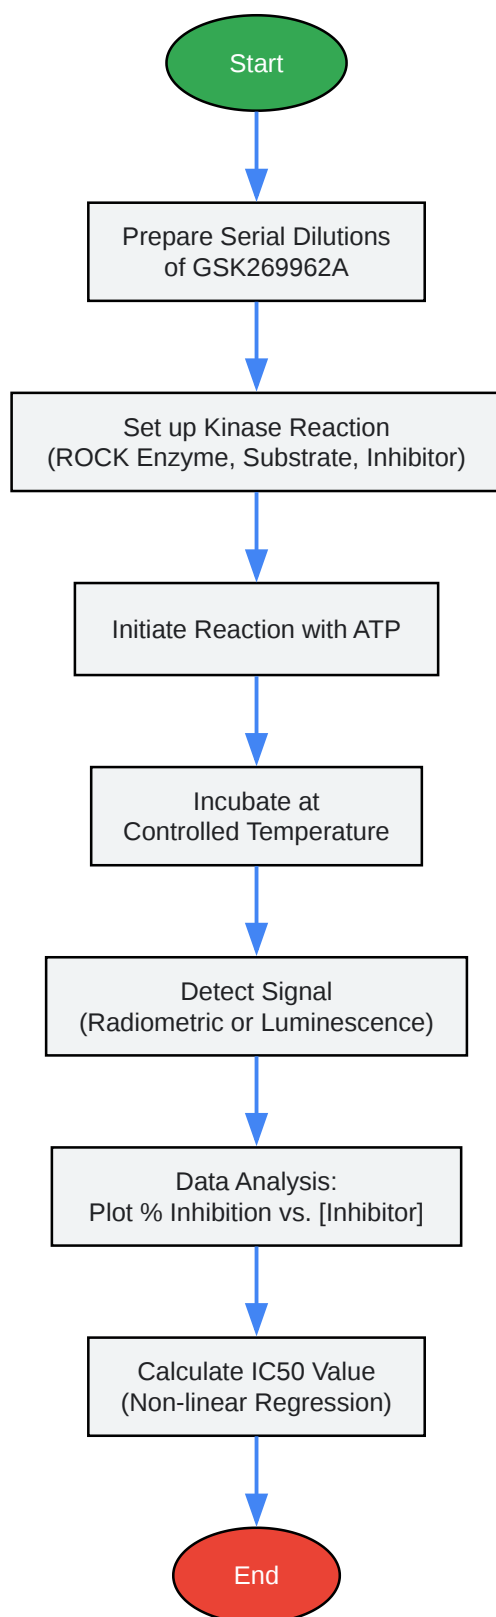 Start
Prepare Serial Dilutions
of GSK269962A
Set up Kinase Reaction
(ROCK Enzyme, Substrate, Inhibitor)
Initiate Reaction with ATP
Incubate at
Controlled Temperature
Detect Signal
(Radiometric or Luminescence)
Data Analysis:
Plot % Inhibition vs. [Inhibitor]
Calculate IC50 Value
(Non-linear Regression)
End